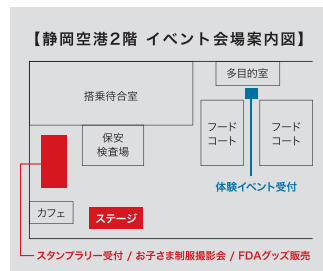 【静岡空港2階 イベント会場案内図】
多目的室
搭乗待合室
フード
コート
フード
コート
保安
検査場
体験イベント受付
カフェ
ステージ
スタンプラリー受付 / お子さま制服撮影会 / FDAグッズ販売